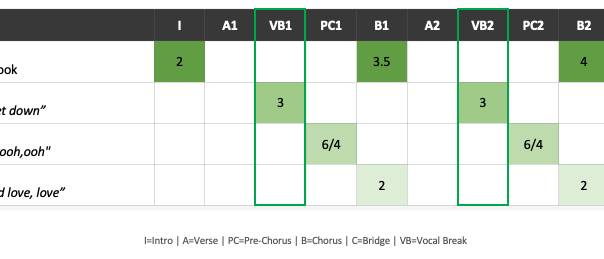 I A1 VB1 PC1 B1 A2 VB2 PC2 B2
ook 2 3.5 4
et down” 3 3
ooh,ooh" 6/4 6/4
d love, love” 2 2
I=Intro | A=Verse | PC=Pre-Chorus | B=Chorus | C=Bridge | VB=Vocal Break